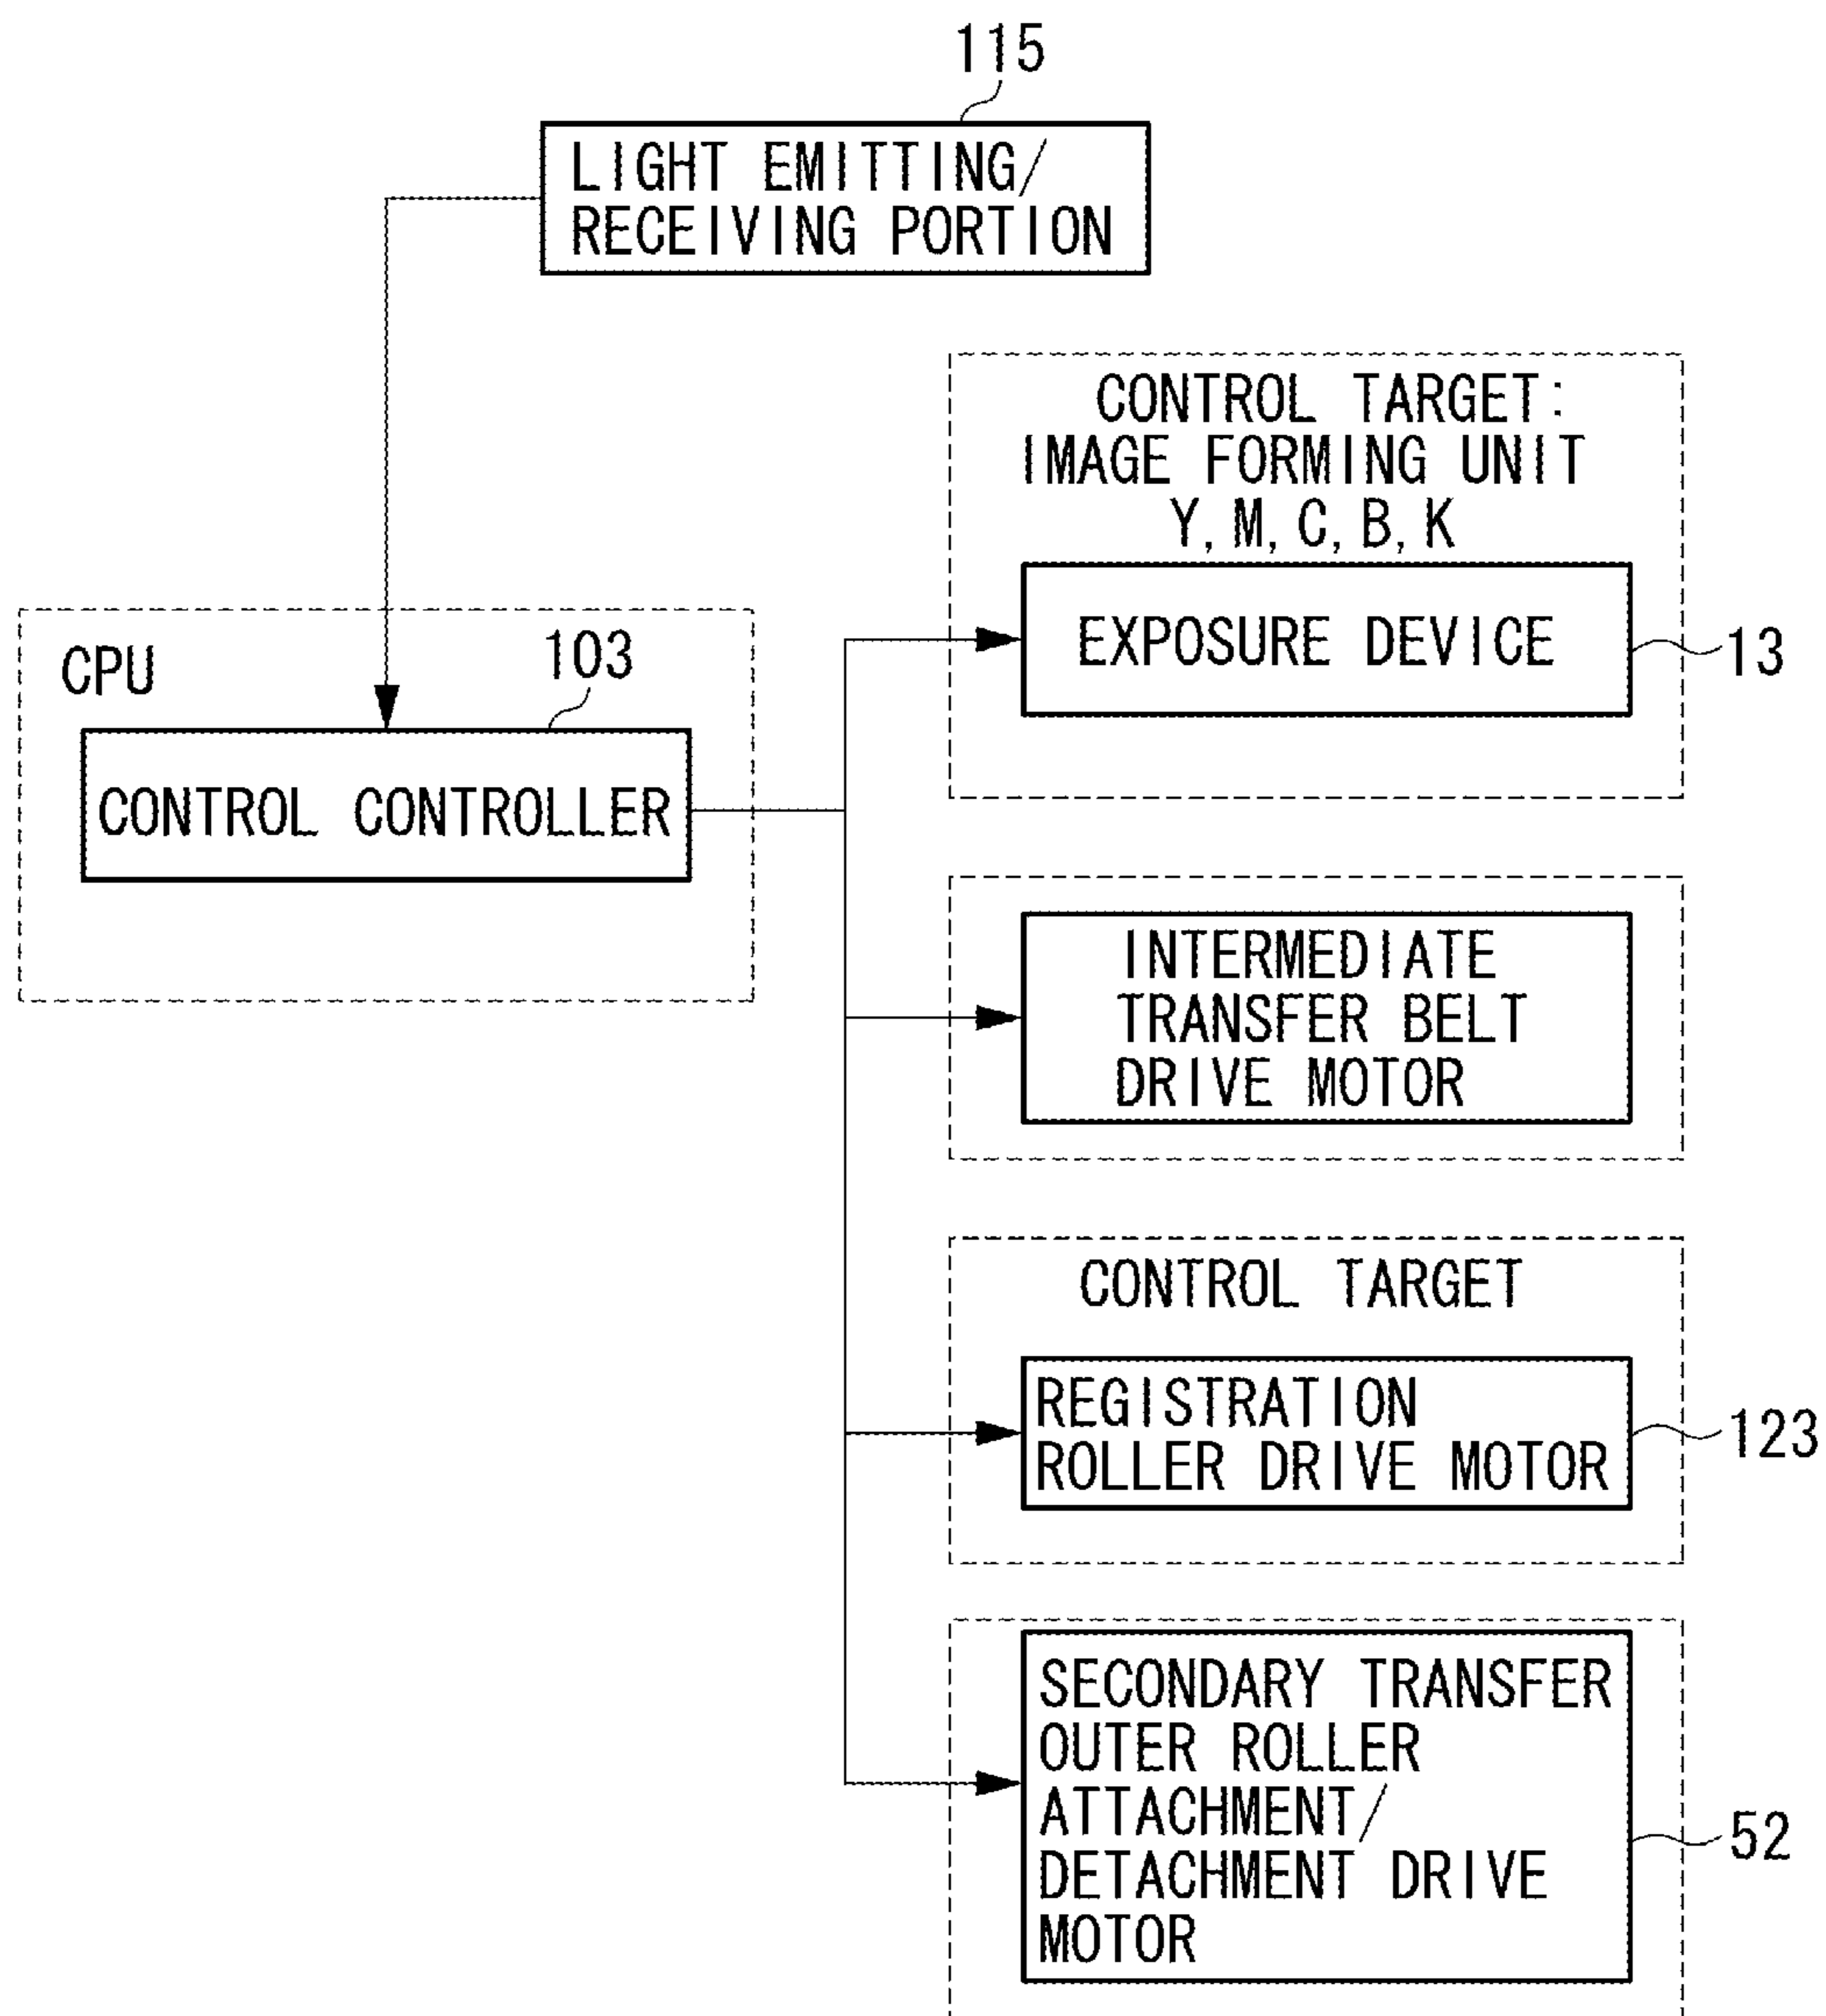 115
LIGHT EMITTING/
RECEIVING PORTION
CONTROL TARGET:
IMAGE FORMING UNIT
Y, M, C, B, K
EXPOSURE DEVICE
13
CPU
103
CONTROL CONTROLLER
INTERMEDIATE
TRANSFER BELT
DRIVE MOTOR
CONTROL TARGET
REGISTRATION
ROLLER DRIVE MOTOR
123
SECONDARY TRANSFER
OUTER ROLLER
ATTACHMENT/
DETACHMENT DRIVE
MOTOR
52